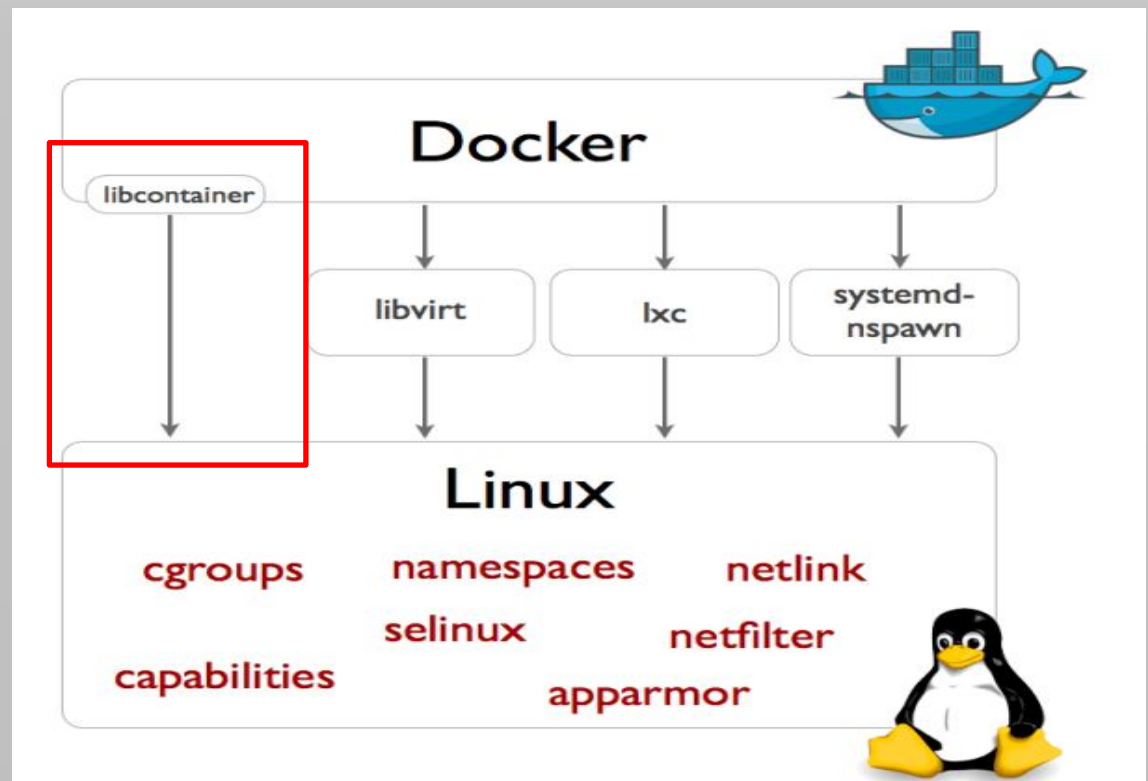 Docker
libcontainer
libvirt
lxc
systemd-
nspawn
Linux
cgroups
namespaces
netlink
selinux
netfilter
capabilities
apparmor